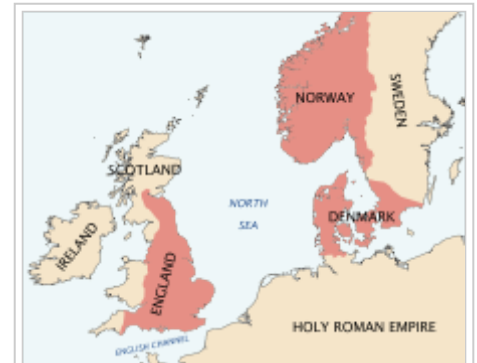 NORWAY
SWEDEN
SCOTLAND
NORTH
SEA
DENMARK
IRELAND
ENGLAND
HOLY ROMAN EMPIRE
ENGLISH CHANNEL